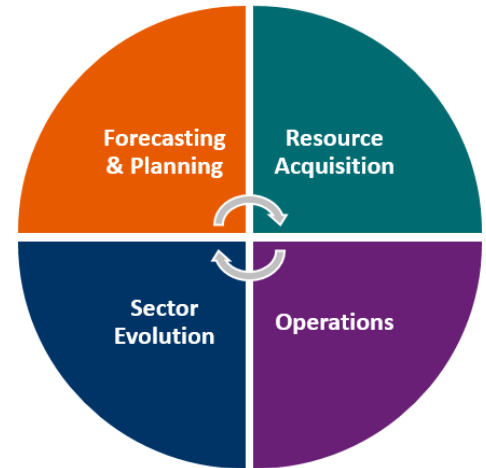 Forecasting
& Planning
Resource
Acquisition
Sector
Evolution
Operations